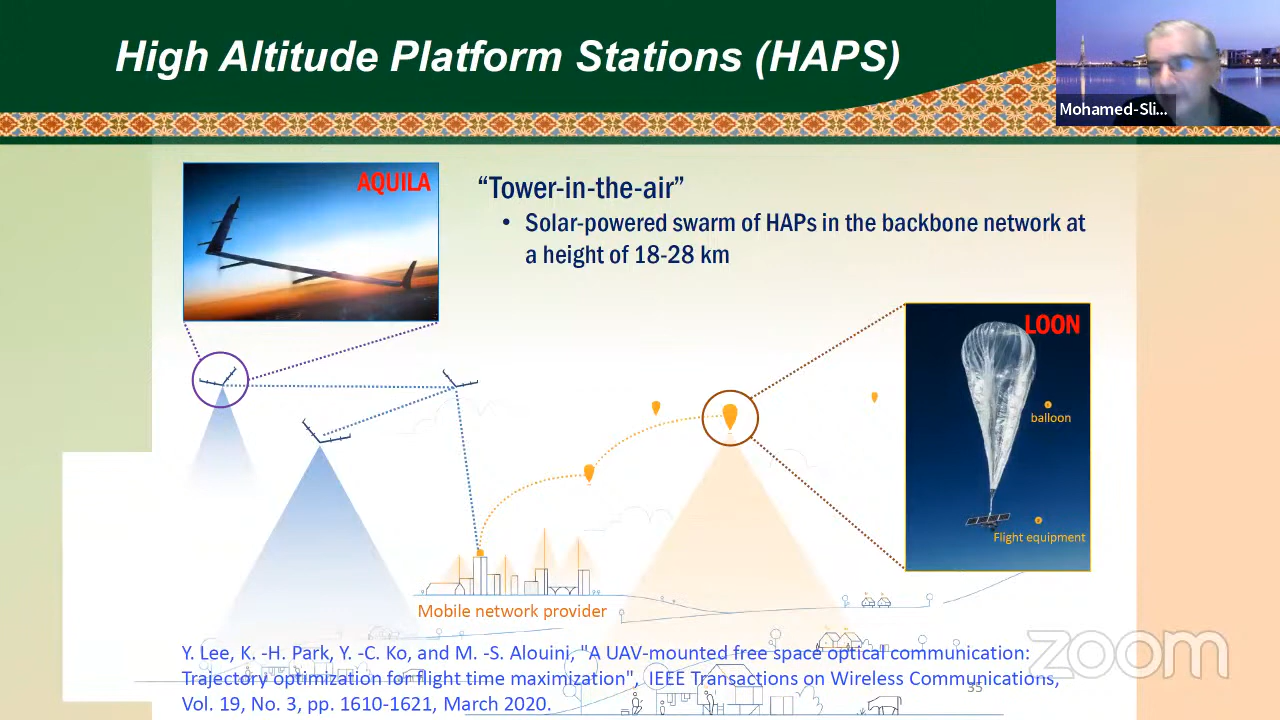 High Altitude Platform Stations (HAPS)
Mohamed-Sli...
AQUILA
“Tower-in-the-air”
• Solar-powered swarm of HAPs in the backbone network at
a height of 18-28 km
LOON
balloon
Flight equipment
Mobile network provider
Y. Lee, K. -H. Park, Y. -C. Ko, and M. -S. Alouini, "A UAV-mounted free space optical communication:
Trajectory optimization for flight time maximization", IEEE Transactions on Wireless Communications,
Vol. 19, No. 3, pp. 1610-1621, March 2020.
35
zoom